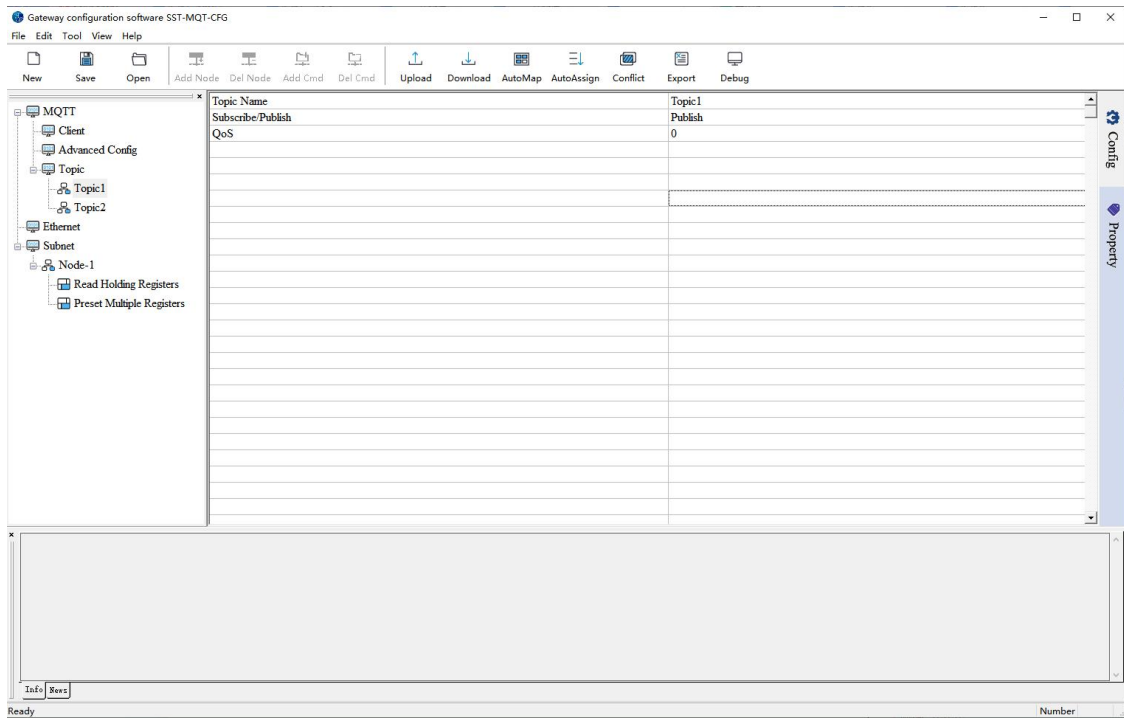 Gateway configuration software SST-MQT-CFG
File Edit Tool View Help
New Save Open Add Node Del Node Add Cmd Del Cmd Upload Download AutoMap AutoAssign Conflict Export Debug
MQTT
Client
Advanced Config
Topic
Topic1
Topic2
Ethernet
Subnet
Node-1
Read Holding Registers
Preset Multiple Registers
Topic Name Topic1
Subscribe/Publish Publish
QoS 0
Config
Property
Info News
Ready Number